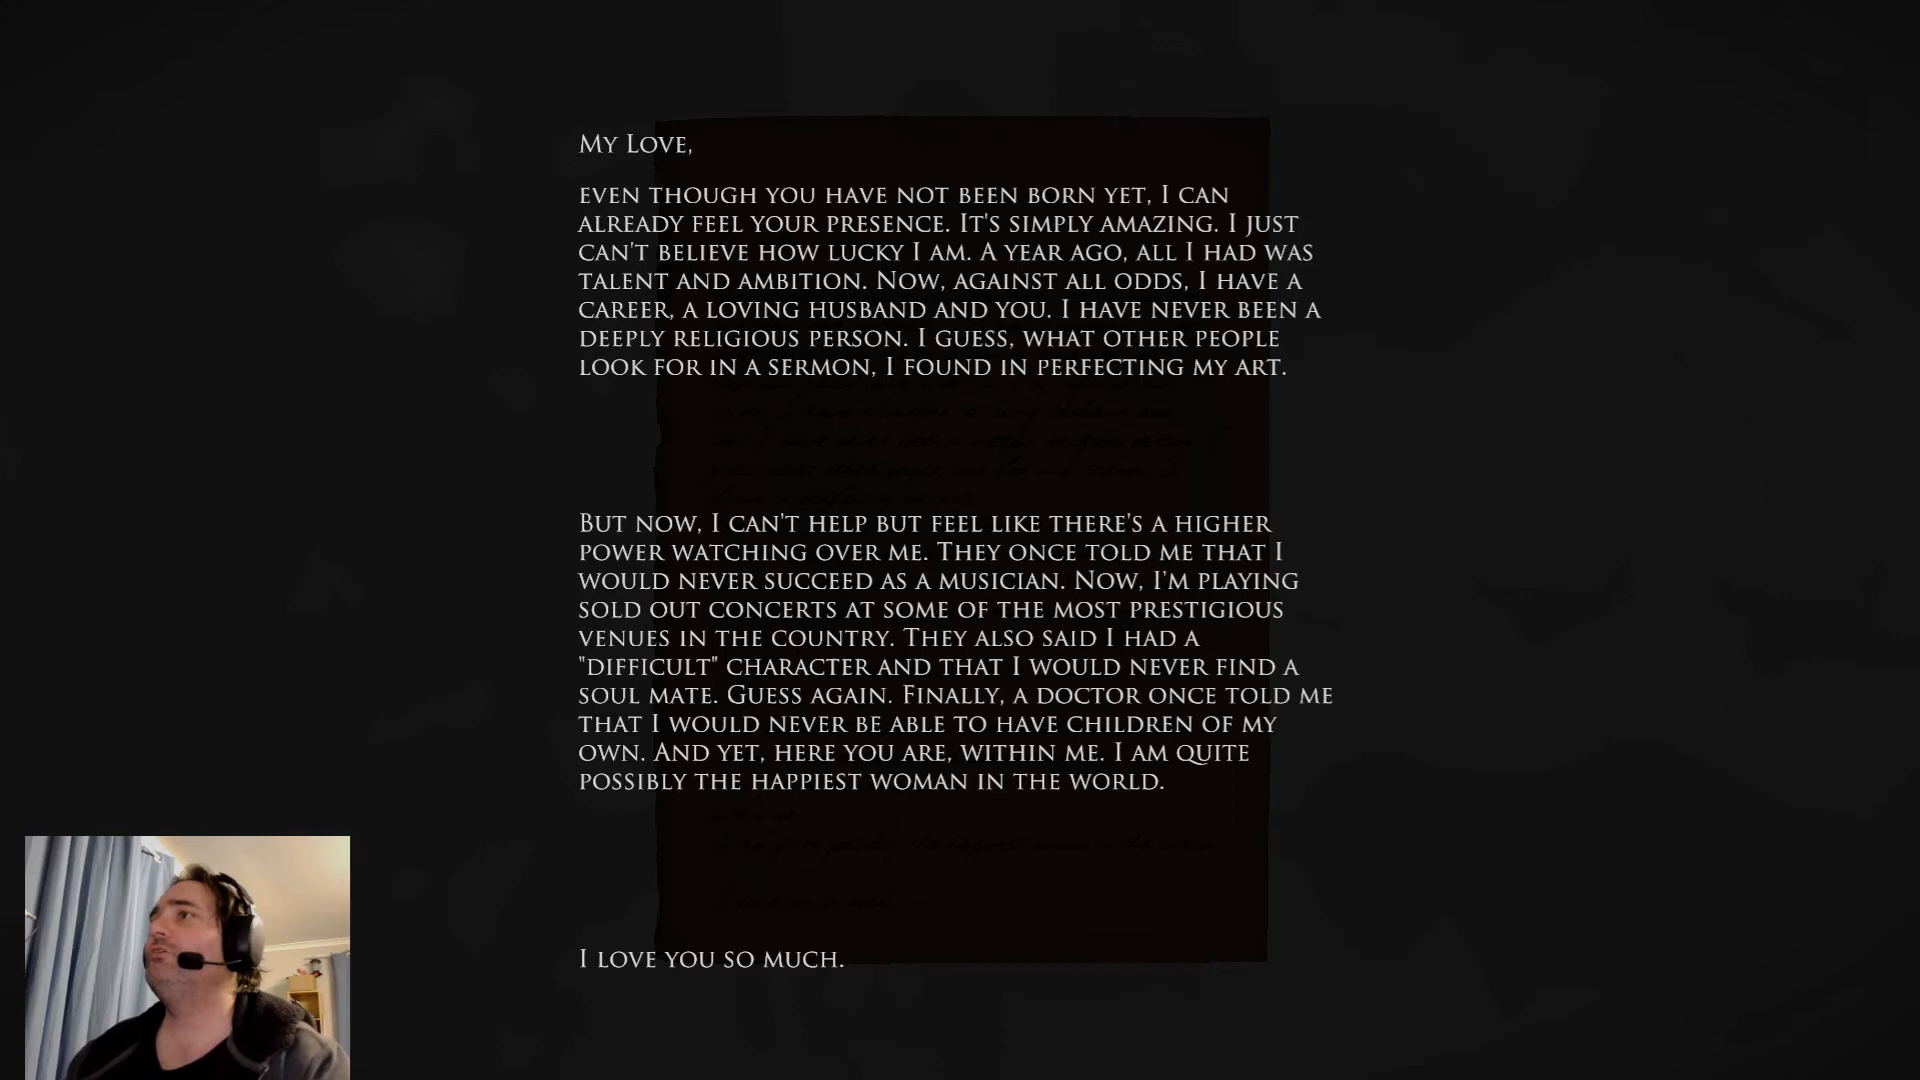 My Love,
even though you have not been born yet, I can
already feel your presence. It's simply amazing. I just
can't believe how lucky I am. A year ago, all I had was
talent and ambition. Now, against all odds, I have a
career, a loving husband and you. I have never been a
deeply religious person. I guess, what other people
look for in a sermon, I found in perfecting my art.
But now, I can't help but feel like there's a higher
power watching over me. They once told me that I
would never succeed as a musician. Now, I'm playing
sold out concerts at some of the most prestigious
venues in the country. They also said I had a
"difficult" character and that I would never find a
soul mate. Guess again. Finally, a doctor once told me
that I would never be able to have children of my
own. And yet, here you are, within me. I am quite
possibly the happiest woman in the world.
I love you so much.